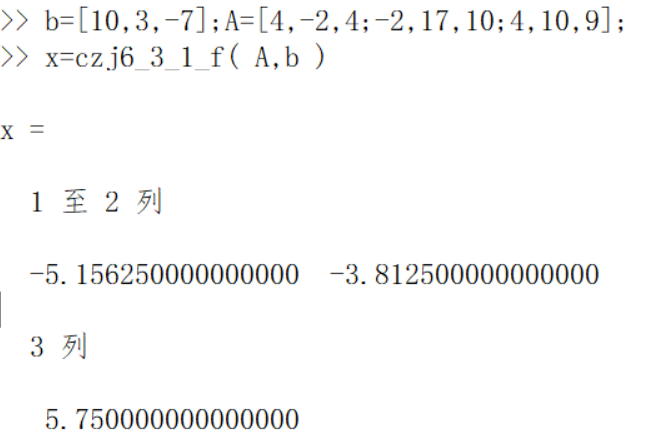 >> b=[10,3,-7];A=[4,-2,4;-2,17,10;4,10,9];
>> x=czj6_3_1_f( A,b )
x =
1 至 2 列
-5.156250000000000 -3.812500000000000
3 列
5.750000000000000